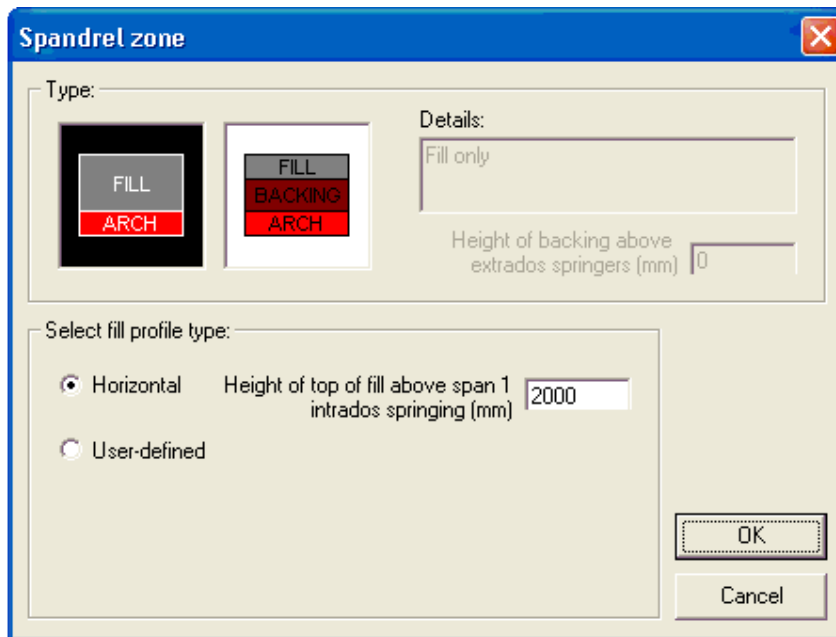 Spandrel zone
Type:
FILL
ARCH
FILL
BACKING
ARCH
Details:
Fill only
Height of backing above
extrados springers (mm)
0
Select fill profile type:
Horizontal
Height of top of fill above span 1
intrados springing (mm)
2000
User-defined
OK
Cancel